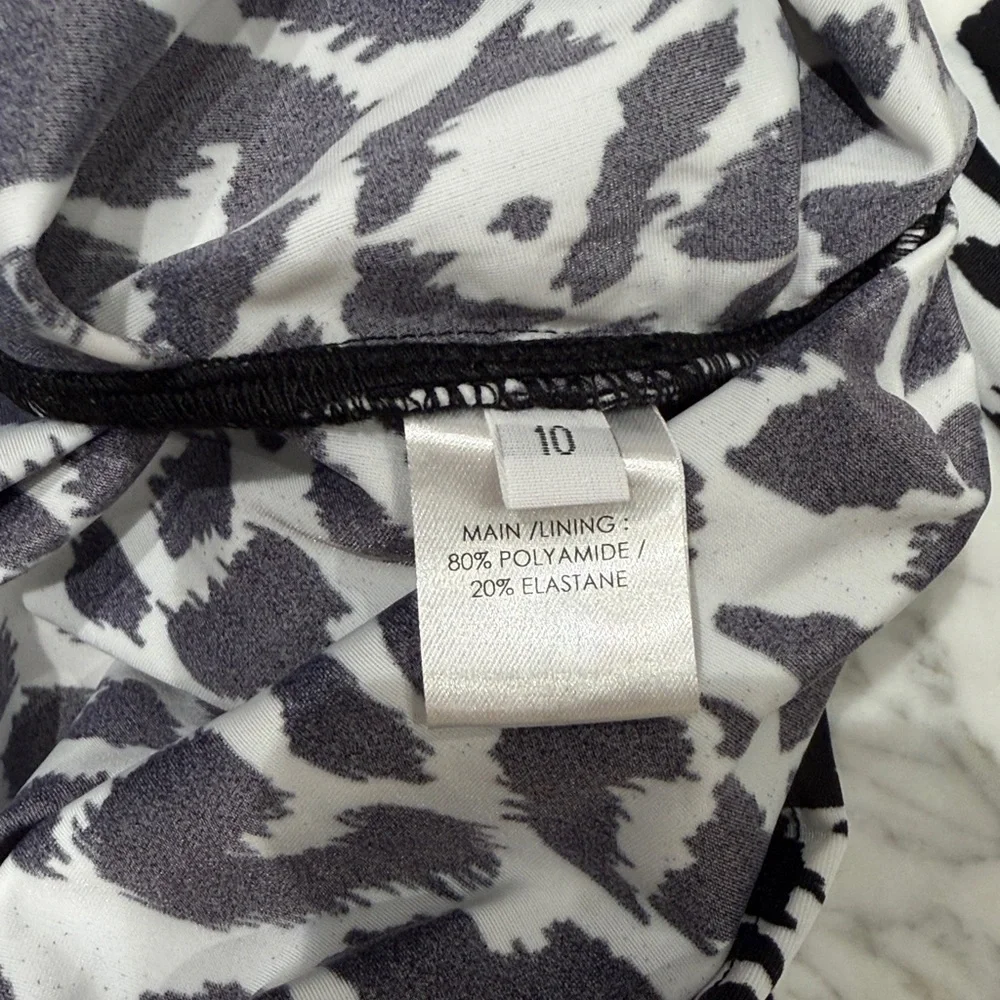 10
MAIN /LINING :
80% POLYAMIDE /
20% ELASTANE